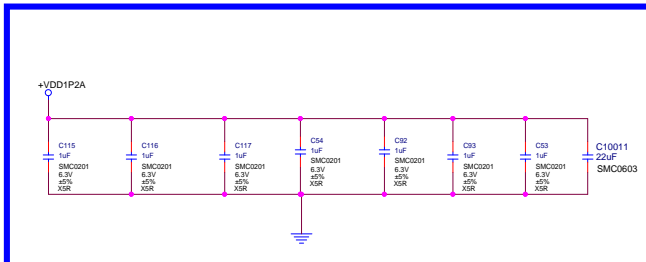 +VDD1P2A
C115
1uF
SMC0201
6.3V
±5%
X5R
C116
1uF
SMC0201
6.3V
±5%
X5R
C117
1uF
SMC0201
6.3V
±5%
X5R
C54
1uF
SMC0201
6.3V
±5%
X5R
C92
1uF
SMC0201
6.3V
±5%
X5R
C93
1uF
SMC0201
6.3V
±5%
X5R
C53
1uF
SMC0201
6.3V
±5%
X5R
C10011
22uF
SMC0603